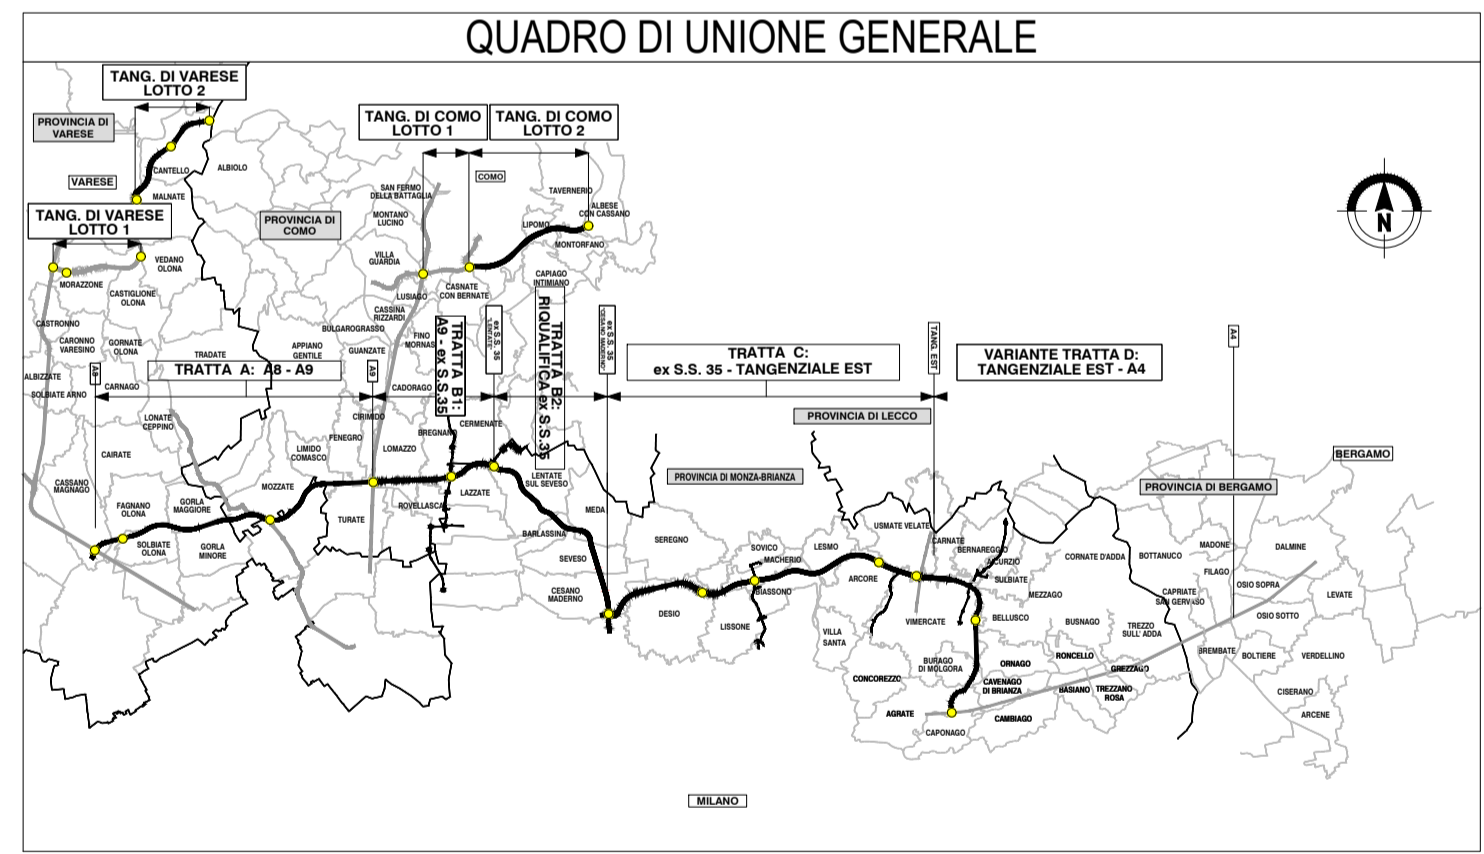 QUADRO DI UNIONE GENERALE
TANG. DI VARESE
LOTTO 2
PROVINCIA DI
VARESE
CANTELLO
ALBIOLO
VARESE
MALNATE
TANG. DI VARESE
LOTTO 1
PROVINCIA DI
COMO
TANG. DI COMO
LOTTO 1
TANG. DI COMO
LOTTO 2
COMO
SAN FERMO
DELLA BATTAGLIA
TAVERNERIO
ALBESE
CON CASSANO
MONTANO
LUCINO
LIPOMO
MONTORFANO
N
VEDANO
OLONA
MORAZZONE
CASTIGLIONE
OLONA
VILLA
GUARDIA
CAPIAGO
INTIMIANO
CASNATE
CON BERNATE
LUSIAGO
CASSINA
RIZZARDI
CASTRONNO
CARONNO
VARESINO
GORNATE
OLONA
BULGAROGRASSO
FINO
MORNAS
TRADATE
APPIANO
GENTILE
GUANZATE
TRATTA A: A8 - A9
A8
A9
TRATTA B1:
A9 - ex S.S.35
ex S.S. 35
"LENTATE"
TRATTA B2:
RIQUALIFICA ex S.S.35
ex S.S. 35
"CESANO MADERNO"
TRATTA C:
ex S.S. 35 - TANGENZIALE EST
TANG. EST
VARIANTE TRATTA D:
TANGENZIALE EST - A4
A4
ALBIZZATE
SOLBIATE ARNO
CARNAGO
CADORAGO
LONATE
CEPPINO
CIRIMIDO
FENEGRO
BREGNANO
CERMENATE
PROVINCIA DI LECCO
CAIRATE
LIMIDO
COMASCO
LOMAZZO
BERGAMO
CASSANO
MAGNAGO
MOZZATE
LENTATE
SUL SEVESO
PROVINCIA DI MONZA-BRIANZA
PROVINCIA DI BERGAMO
FAGNANO
OLONA
GORLA
MAGGIORE
ROVELLASCA
LAZZATE
MEDA
TURATE
BARLASSINA
SOLBIATE
OLONA
GORLA
MINORE
SEVESO
SEREGNO
SOVICO
MACHERIO
LESMO
USMATE VELATE
CARNATE
BERNAREGGIO
AICURZIO
CORNATE D'ADDA
BOTTANUCO
MADONE
DALMINE
FILAGO
ARCORE
SULBIATE
MEZZAGO
OSIO SOPRA
CESANO
MADERNO
BIASSONO
CAPRIATE
SAN GERVASO
LEVATE
DESIO
LISSONE
VIMERCATE
BELLUSCO
BUSNAGO
OSIO SOTTO
VILLA
SANTA
TREZZO
SULL' ADDA
BREMBATE
BOLTIERE
VERDELLINO
BURAGO
DI MOLGORA
ORNAGO
RONCELLO
GREZZAGO
CONCOREZZO
CAVENAGO
DI BRIANZA
BASIANO
TREZZANO
ROSA
CISERANO
AGRATE
CAMBIAGO
ARCENE
CAPONAGO
MILANO